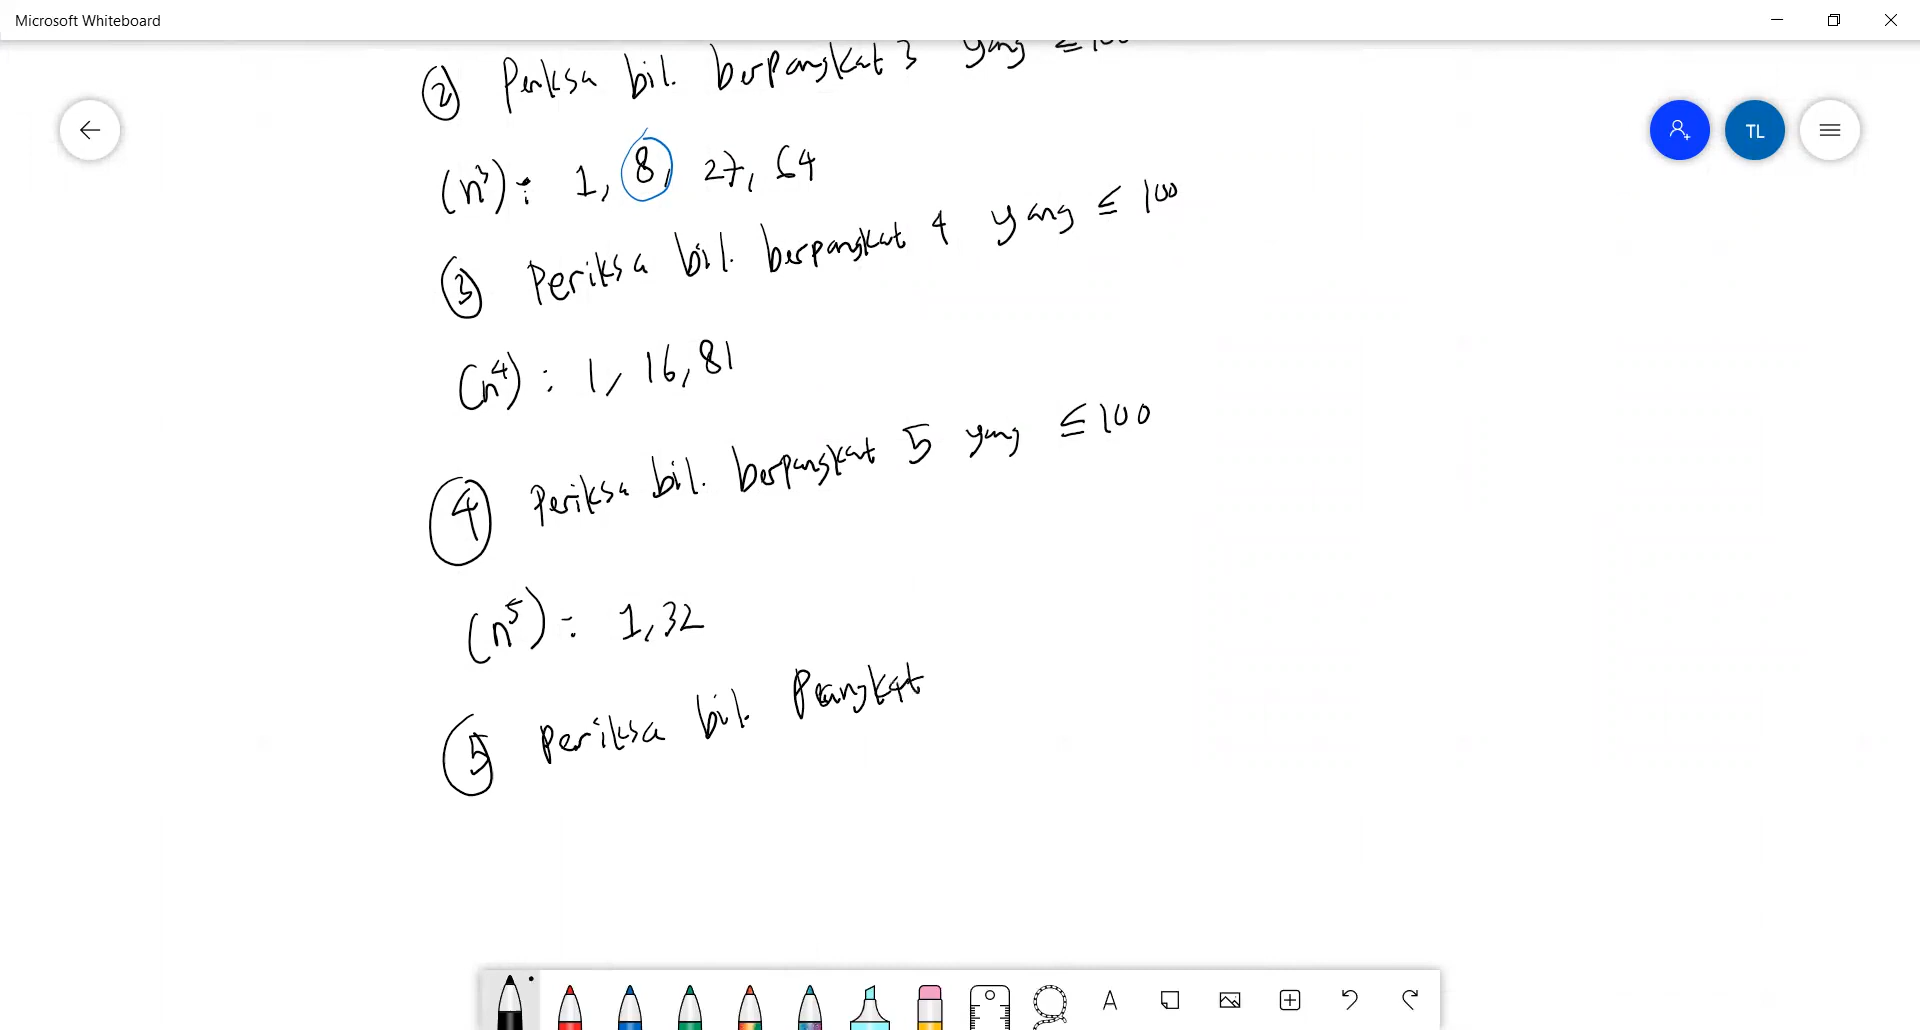 Microsoft Whiteboard
② Periksa bil. berpangkat 3 yang ≤ 100
TL
(n³) : 1, 8, 27, 64
③ Periksa bil. berpangkat 4 yang ≤ 100
(n⁴) : 1, 16, 81
④ Periksa bil. berpangkat 5 yang ≤ 100
(n⁵) : 1, 32
⑤ Periksa bil. Pangkat